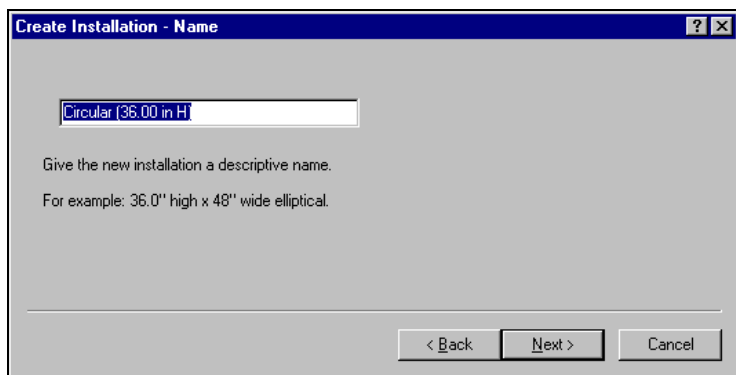 Create Installation - Name
Circular (36.00 in H)
Give the new installation a descriptive name.
For example: 36.0" high x 48" wide elliptical.
< Back Next > Cancel